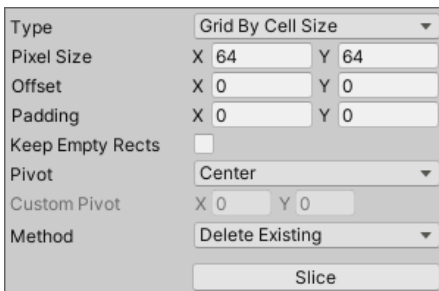 Type Grid By Cell Size
Pixel Size X 64 Y 64
Offset X 0 Y 0
Padding X 0 Y 0
Keep Empty Rects
Pivot Center
Custom Pivot X 0 Y 0
Method Delete Existing
Slice